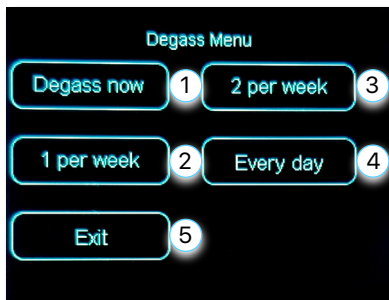 Degass Menu
Degass now 1 2 per week 3
1 per week 2 Every day 4
Exit 5